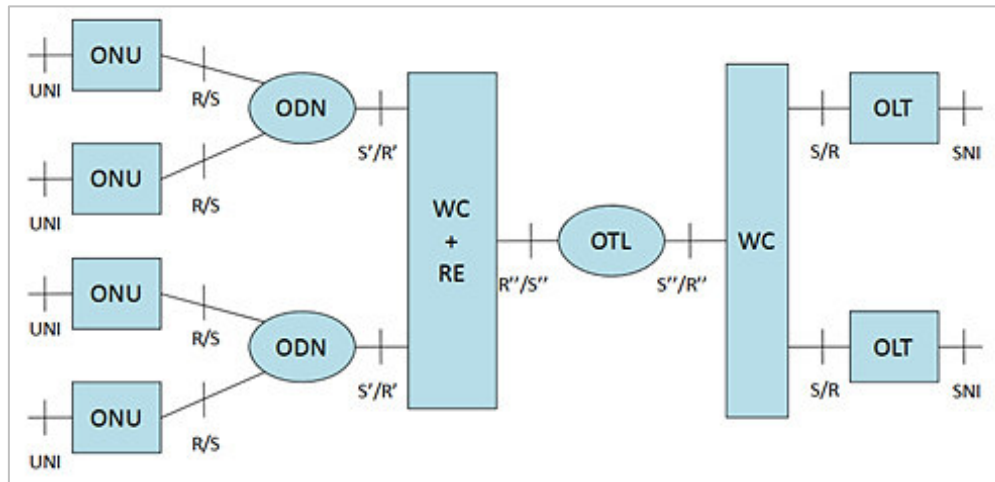 ONU
UNI
R/S
ODN
S'/R'
ONU
UNI
R/S
WC
+
RE
R''/S''
OTL
S''/R''
WC
S/R
OLT
SNI
ONU
UNI
R/S
ODN
S'/R'
ONU
UNI
R/S
S/R
OLT
SNI